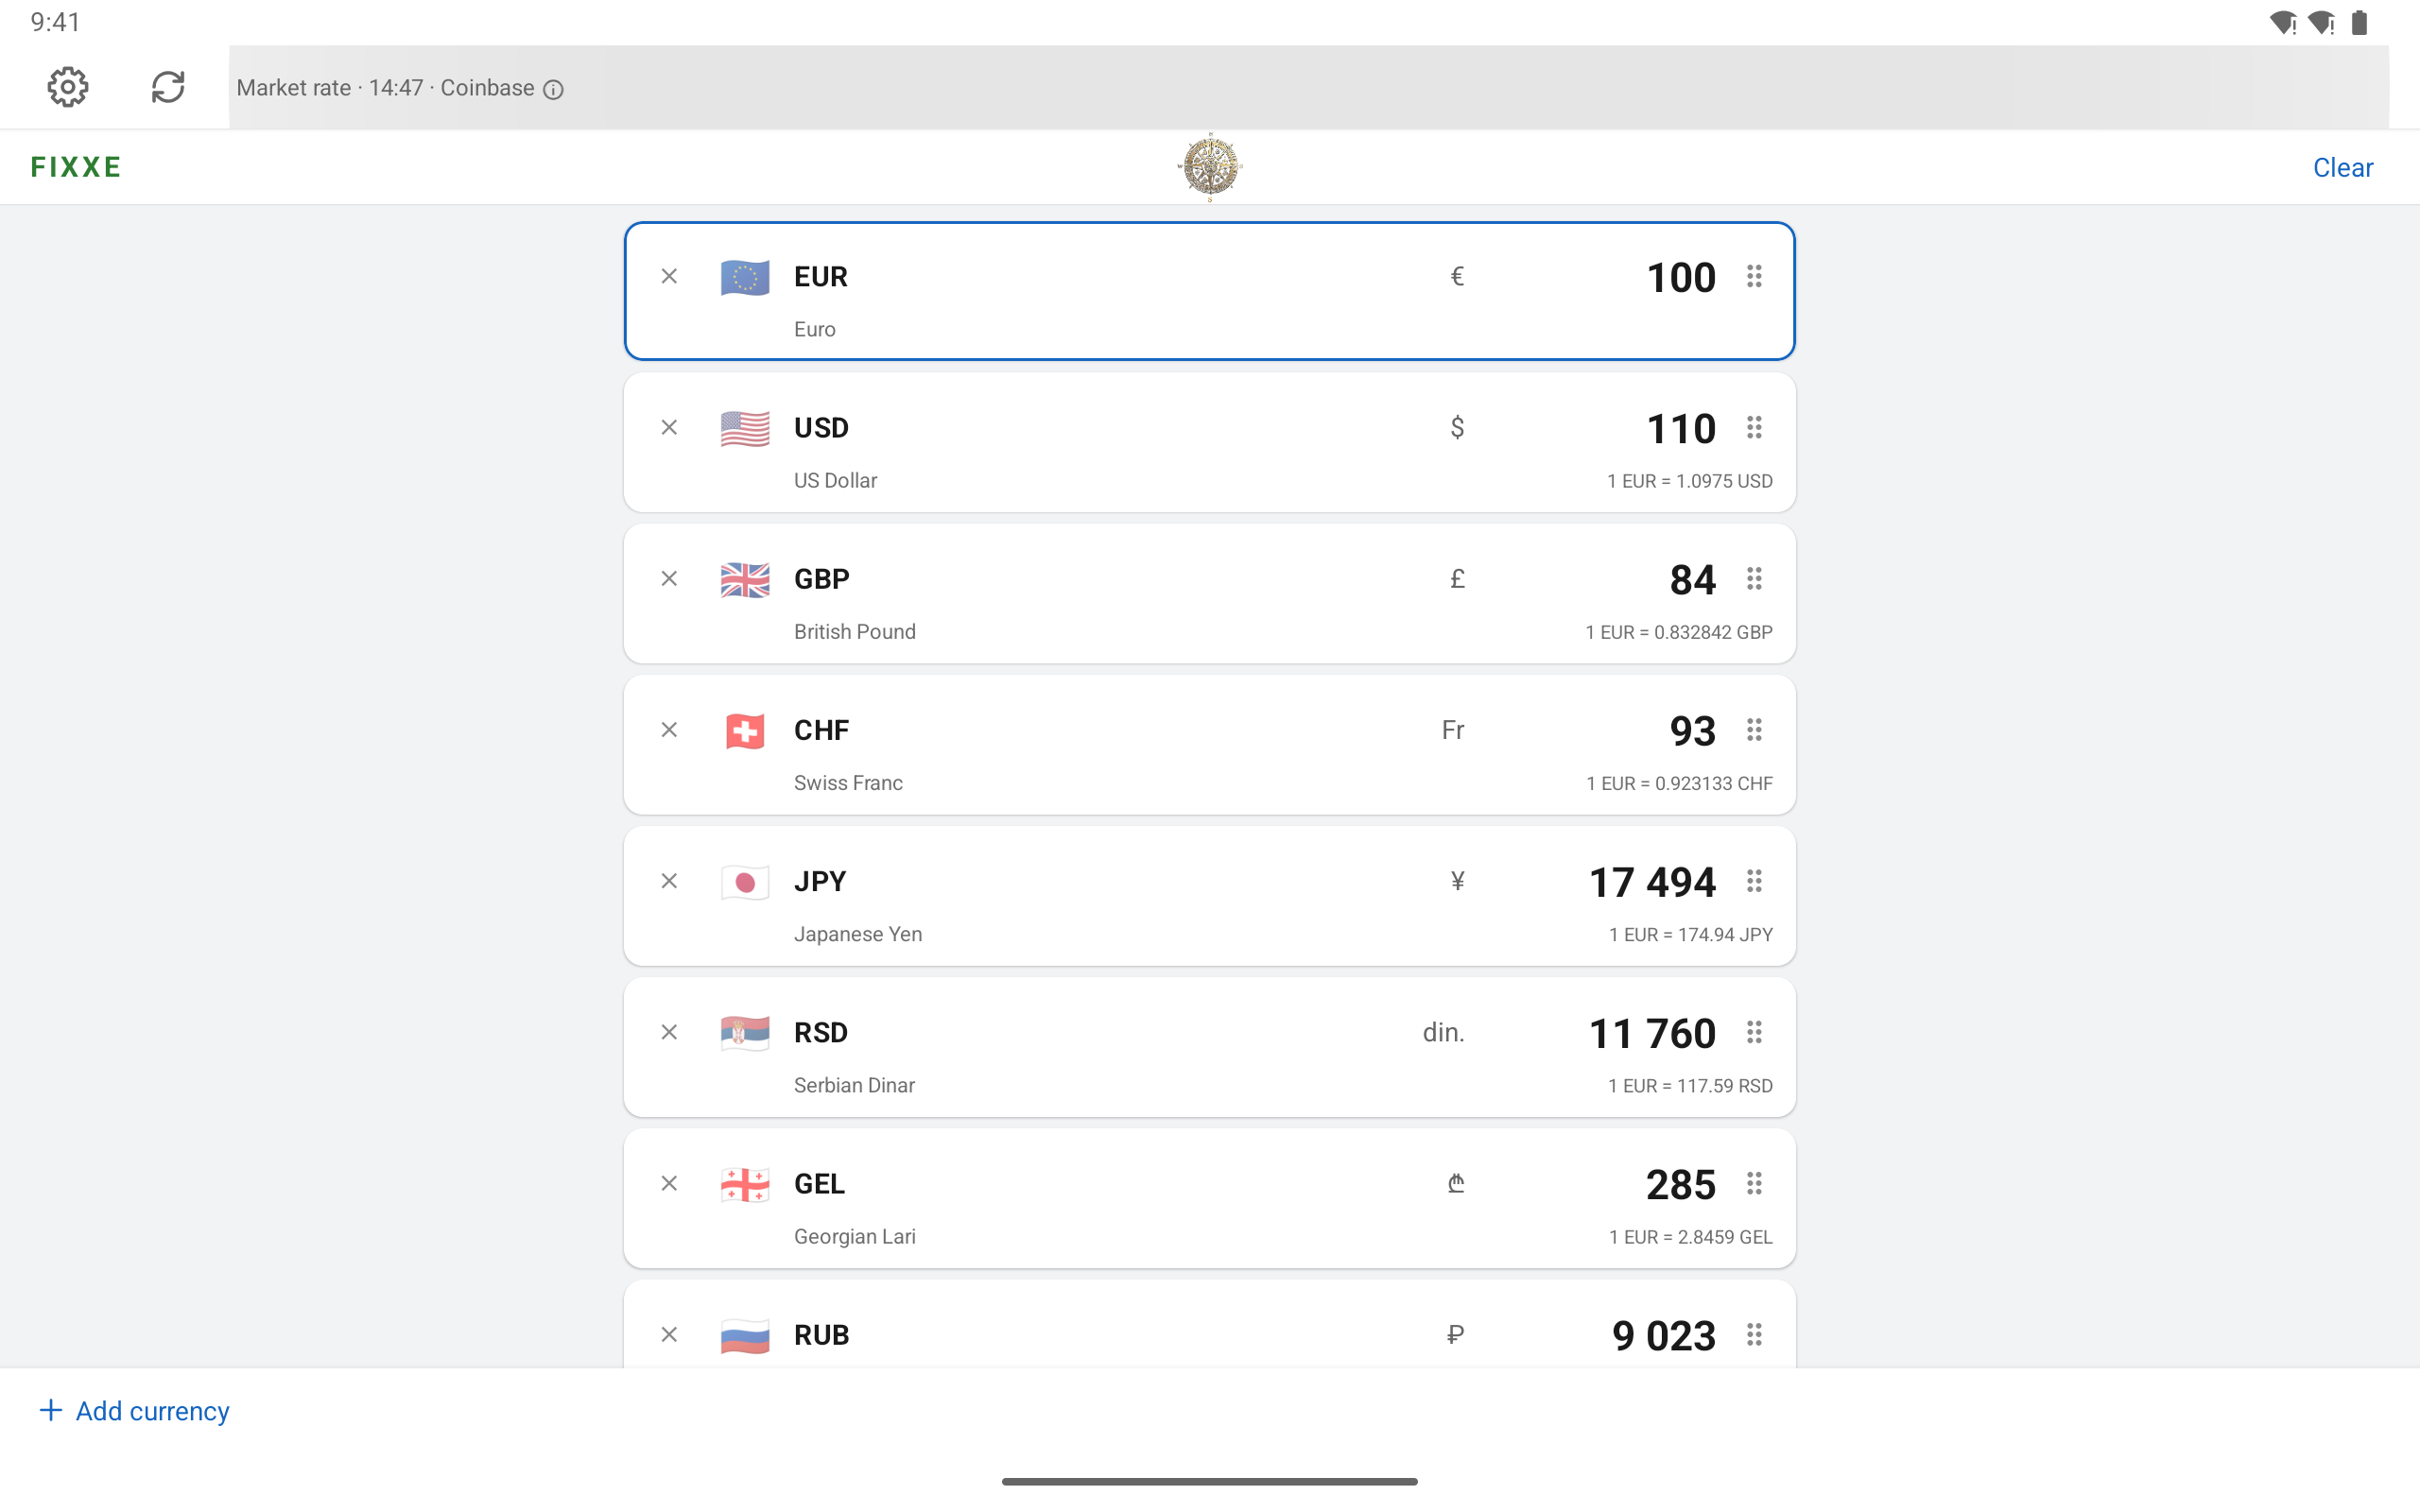 9:41
Market rate · 14:47 · Coinbase
FIXXE
Clear
EUR € 100
Euro
USD $ 110
US Dollar 1 EUR = 1.0975 USD
GBP £ 84
British Pound 1 EUR = 0.832842 GBP
CHF Fr 93
Swiss Franc 1 EUR = 0.923133 CHF
JPY ¥ 17 494
Japanese Yen 1 EUR = 174.94 JPY
RSD din. 11 760
Serbian Dinar 1 EUR = 117.59 RSD
GEL ₾ 285
Georgian Lari 1 EUR = 2.8459 GEL
RUB ₽ 9 023
+ Add currency